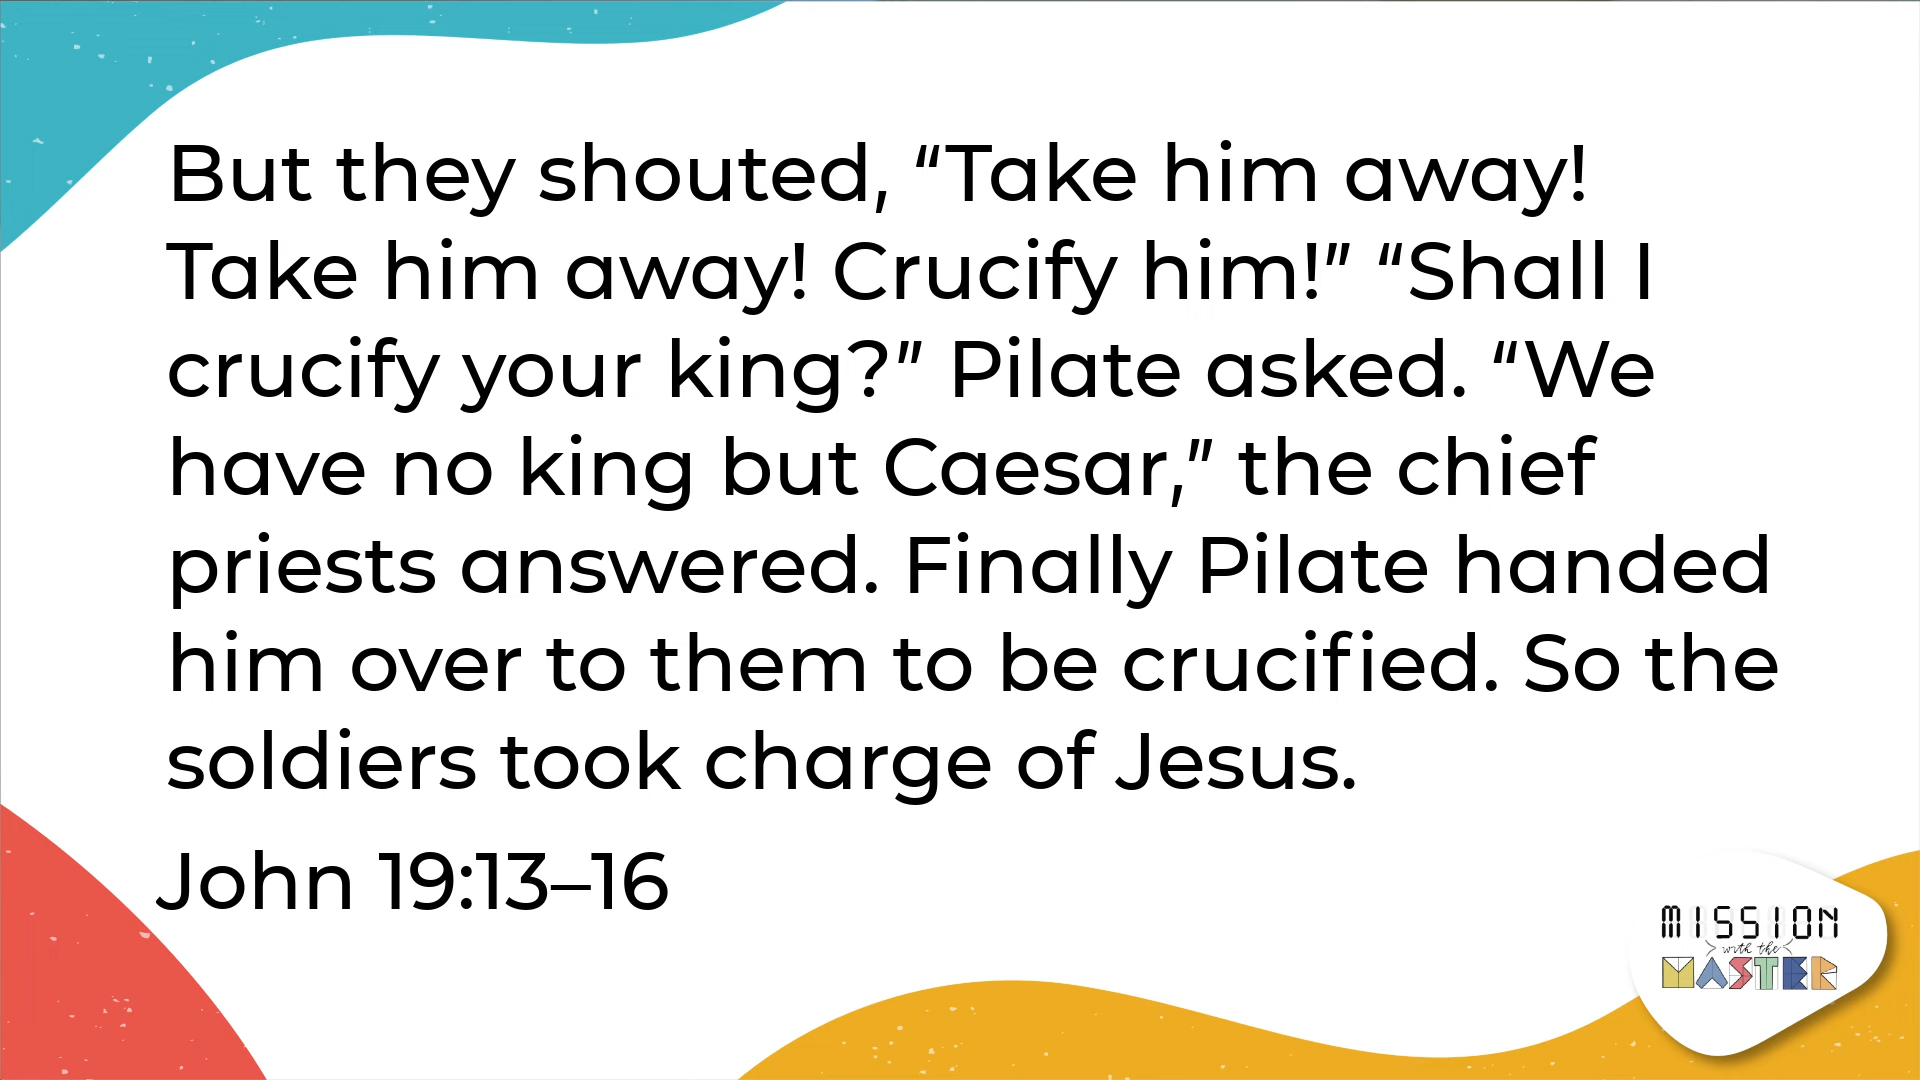 But they shouted, “Take him away!
Take him away! Crucify him!” “Shall I
crucify your king?” Pilate asked. “We
have no king but Caesar,” the chief
priests answered. Finally Pilate handed
him over to them to be crucified. So the
soldiers took charge of Jesus.
John 19:13–16
MISSION
with the
MASTER